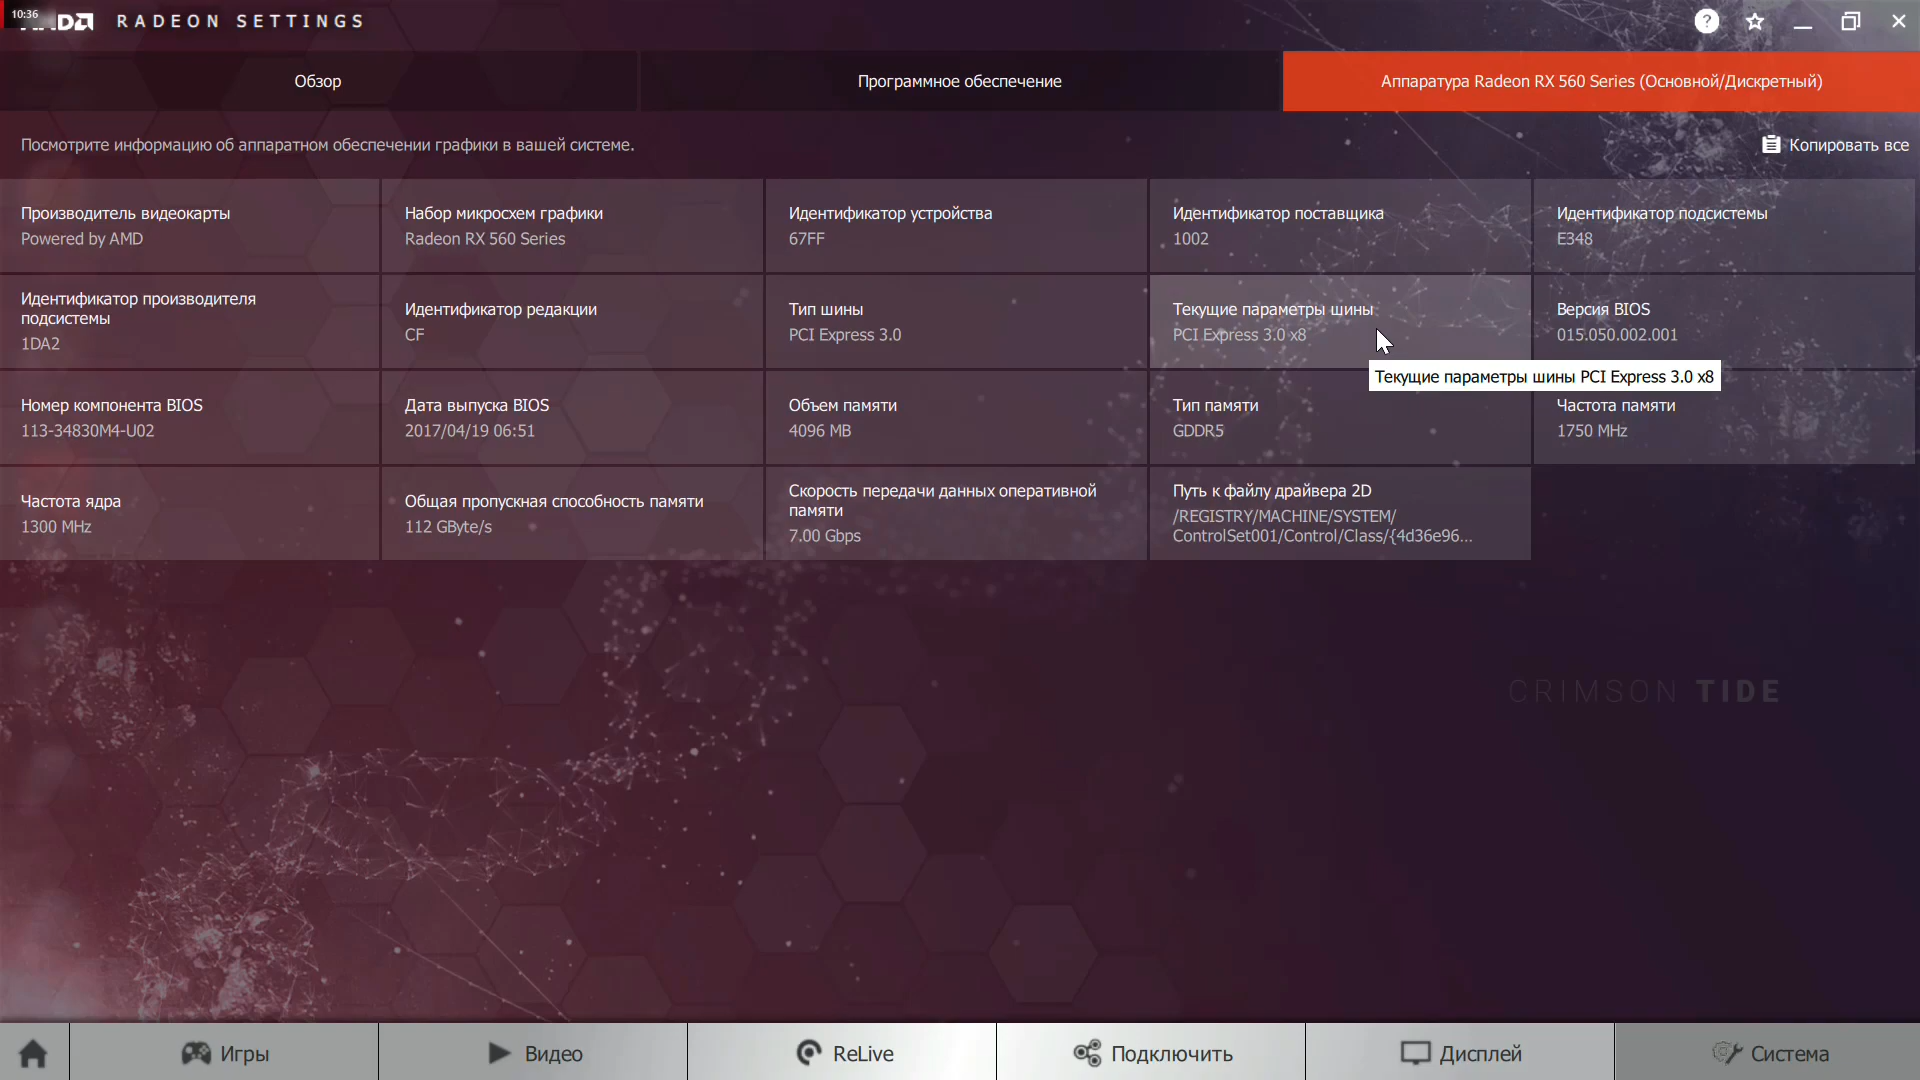 10:36
RADEON SETTINGS
Обзор
Программное обеспечение
Аппаратура Radeon RX 560 Series (Основной/Дискретный)
Посмотрите информацию об аппаратном обеспечении графики в вашей системе.
Копировать все
Производитель видеокарты
Powered by AMD
Набор микросхем графики
Radeon RX 560 Series
Идентификатор устройства
67FF
Идентификатор поставщика
1002
Идентификатор подсистемы
E348
Идентификатор производителя
подсистемы
1DA2
Идентификатор редакции
CF
Тип шины
PCI Express 3.0
Текущие параметры шины
PCI Express 3.0 x8
Версия BIOS
015.050.002.001
Текущие параметры шины PCI Express 3.0 x8
Номер компонента BIOS
113-34830M4-U02
Дата выпуска BIOS
2017/04/19 06:51
Объем памяти
4096 MB
Тип памяти
GDDR5
Частота памяти
1750 MHz
Частота ядра
1300 MHz
Общая пропускная способность памяти
112 GByte/s
Скорость передачи данных оперативной
памяти
7.00 Gbps
Путь к файлу драйвера 2D
/REGISTRY/MACHINE/SYSTEM/
ControlSet001/Control/Class/{4d36e96...
CRIMSON TIDE
Игры
Видео
ReLive
Подключить
Дисплей
Система